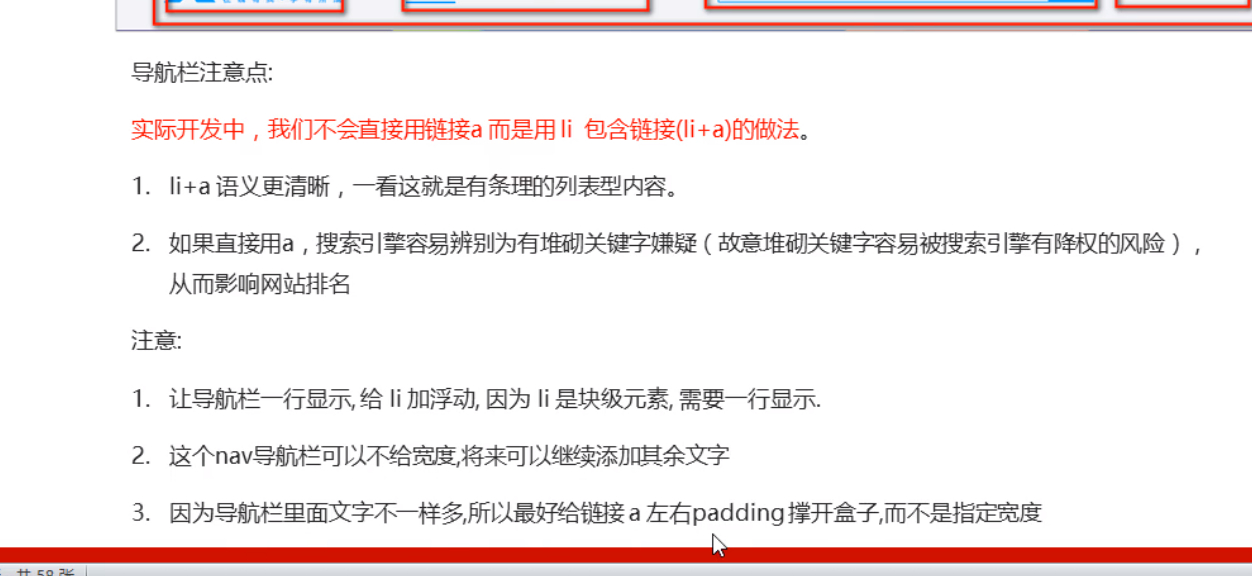 导航栏注意点:
实际开发中，我们不会直接用链接a 而是用 li 包含链接(li+a)的做法。
1. li+a 语义更清晰，一看这就是有条理的列表型内容。
2. 如果直接用a，搜索引擎容易辨别为有堆砌关键字嫌疑（故意堆砌关键字容易被搜索引擎有降权的风险），
从而影响网站排名
注意:
1. 让导航栏一行显示, 给 li 加浮动, 因为 li 是块级元素, 需要一行显示.
2. 这个nav导航栏可以不给宽度,将来可以继续添加其余文字
3. 因为导航栏里面文字不一样多,所以最好给链接 a 左右padding 撑开盒子,而不是指定宽度
共 58 张